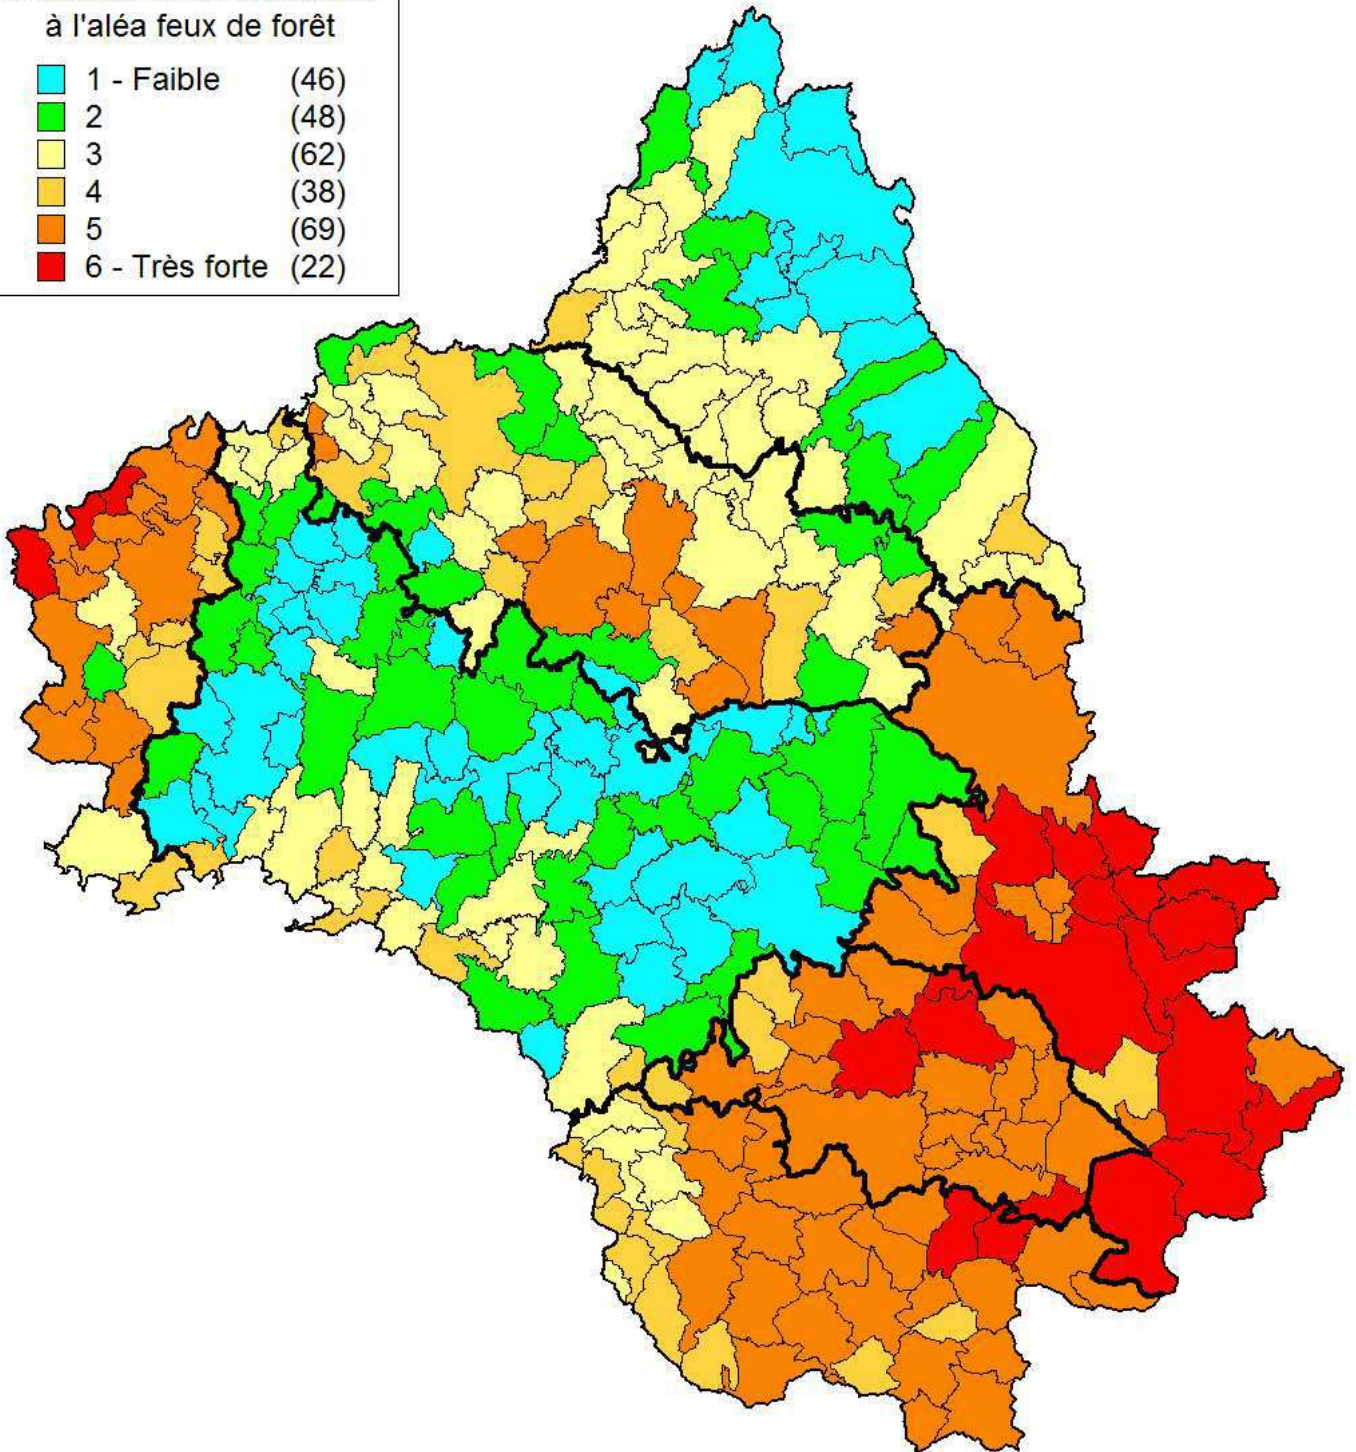 à l'aléa feux de forêt
1 - Faible (46)
2 (48)
3 (62)
4 (38)
5 (69)
6 - Très forte (22)